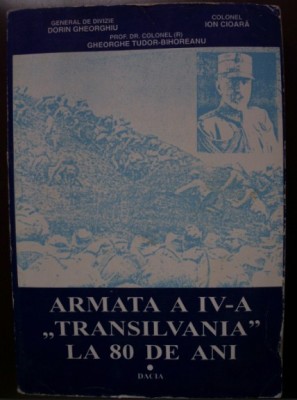 GENERAL DE DIVIZIE
DORIN GHEORGHIU
COLONEL
ION CIOARĂ
PROF. DR. COLONEL (R)
GHEORGHE TUDOR-BIHOREANU
ARMATA A IV-A
„TRANSILVANIA”
LA 80 DE ANI
DACIA